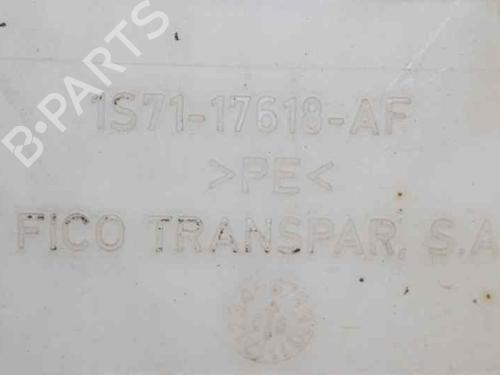 B·PARTS
1S71-17618-AF
>PE<
FICO TRANSPAR, S.A